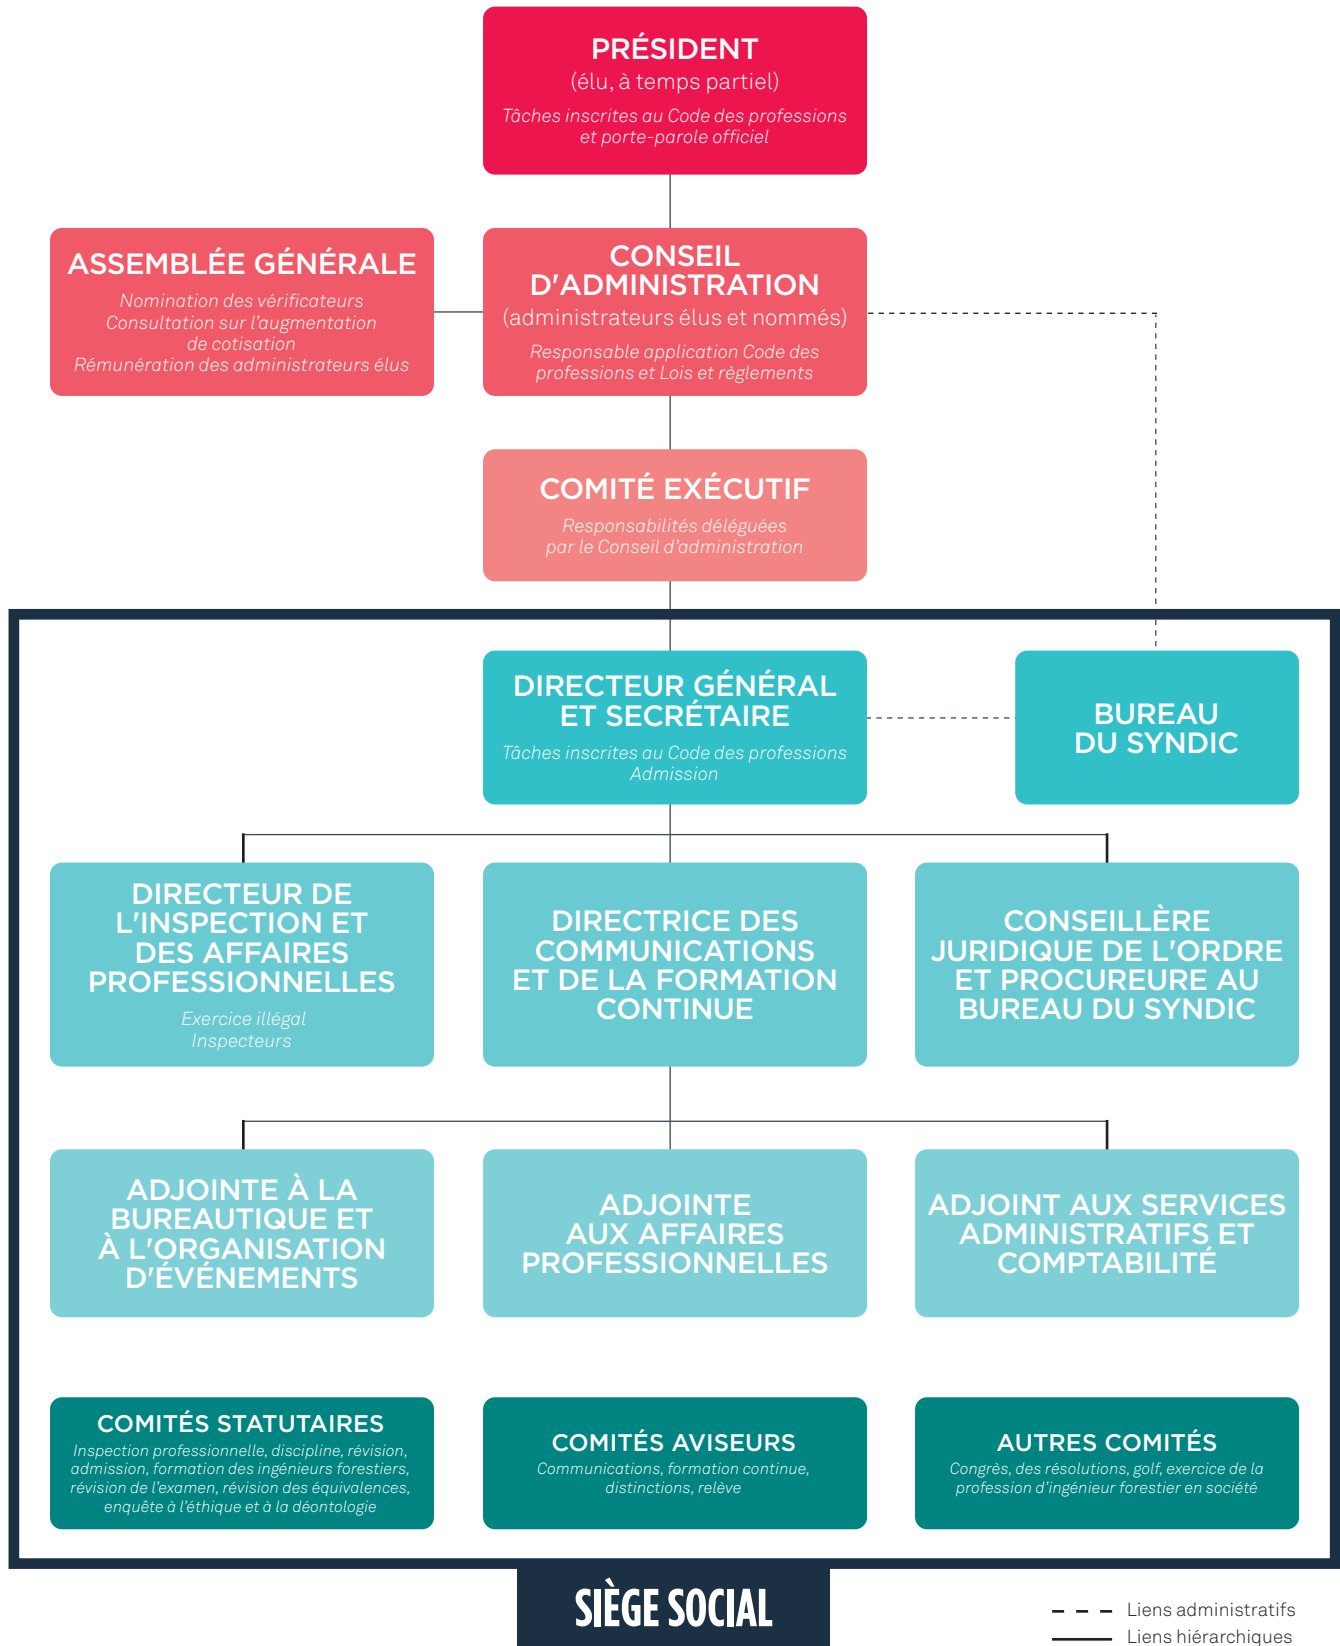 PRÉSIDENT
(élu, à temps partiel)
Tâches inscrites au Code des professions
et porte-parole officiel
ASSEMBLÉE GÉNÉRALE
Nomination des vérificateurs
Consultation sur l'augmentation
de cotisation
Rémunération des administrateurs élus
CONSEIL
D'ADMINISTRATION
(administrateurs élus et nommés)
Responsable application Code des
professions et Lois et règlements
COMITÉ EXÉCUTIF
Responsabilités déléguées
par le Conseil d'administration
DIRECTEUR GÉNÉRAL
ET SECRÉTAIRE
Tâches inscrites au Code des professions
Admission
BUREAU
DU SYNDIC
DIRECTEUR DE
L'INSPECTION ET
DES AFFAIRES
PROFESSIONNELLES
Exercice illégal
Inspecteurs
DIRECTRICE DES
COMMUNICATIONS
ET DE LA FORMATION
CONTINUE
CONSEILLÈRE
JURIDIQUE DE L'ORDRE
ET PROCUREURE AU
BUREAU DU SYNDIC
ADJOINTE À LA
BUREAUTIQUE ET
À L'ORGANISATION
D'ÉVÉNEMENTS
ADJOINTE
AUX AFFAIRES
PROFESSIONNELLES
ADJOINT AUX SERVICES
ADMINISTRATIFS ET
COMPTABILITÉ
COMITÉS STATUTAIRES
Inspection professionnelle, discipline, révision,
admission, formation des ingénieurs forestiers,
révision de l'examen, révision des équivalences,
enquête à l'éthique et à la déontologie
COMITÉS AVISEURS
Communications, formation continue,
distinctions, relève
AUTRES COMITÉS
Congrès, des résolutions, golf, exercice de la
profession d'ingénieur forestier en société
SIÈGE SOCIAL
Liens administratifs
Liens hiérarchiques